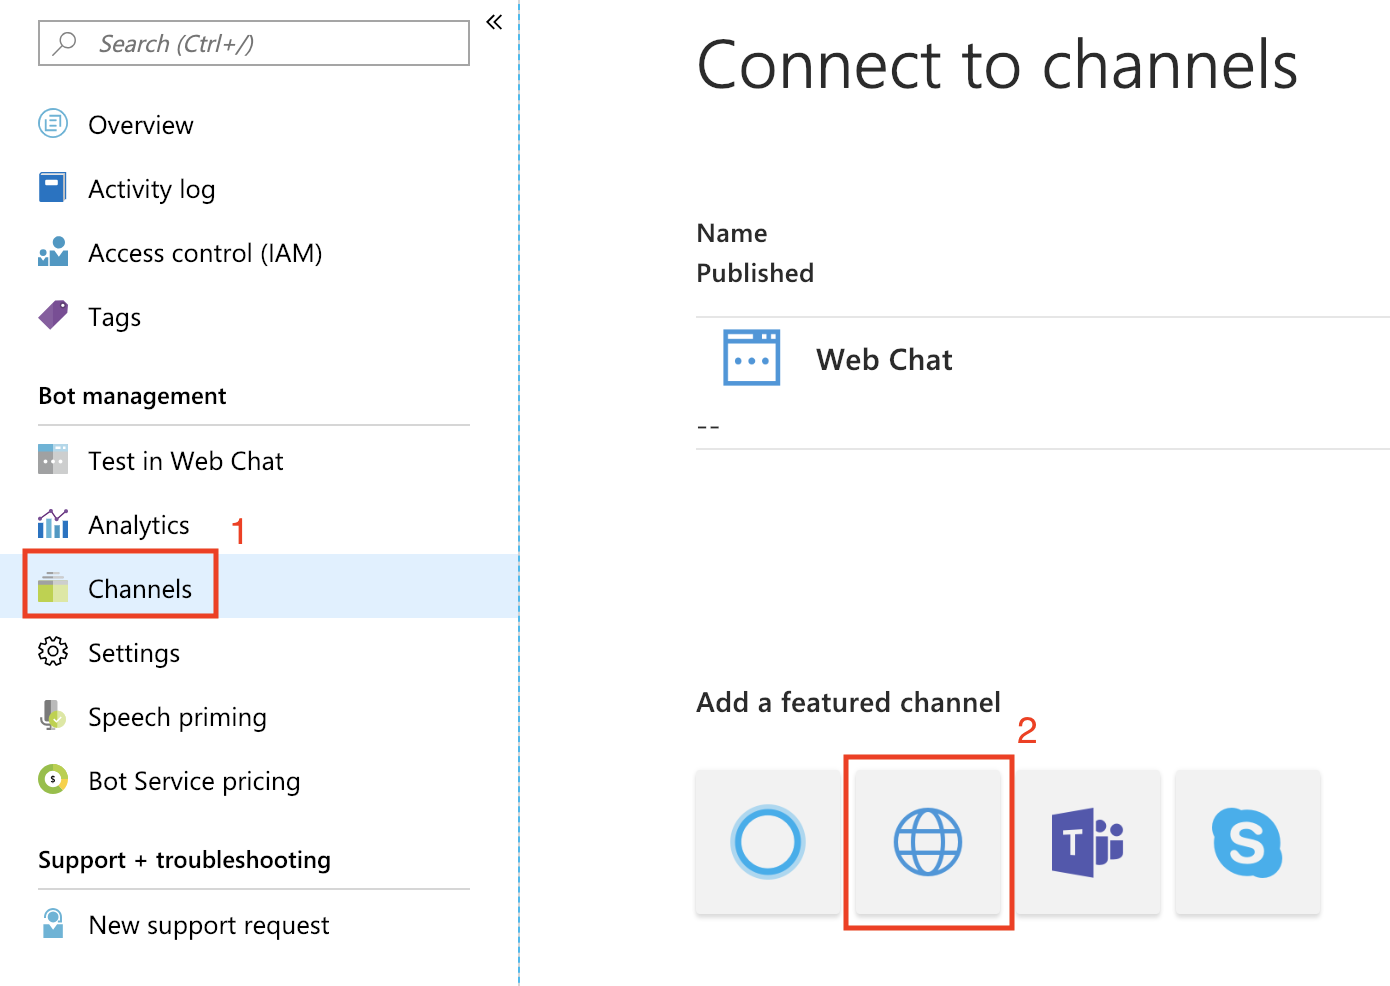 Search (Ctrl+/)
Overview
Activity log
Access control (IAM)
Tags
Bot management
Test in Web Chat
Analytics
1
Channels
Settings
Speech priming
Bot Service pricing
Support + troubleshooting
New support request
Connect to channels
Name
Published
Web Chat
--
Add a featured channel
2
T
S